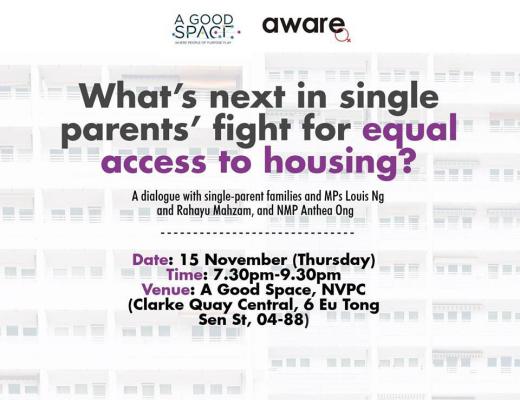 A GOOD
SPACE
WHERE PEOPLE OF PURPOSE PLAY
aware
What's next in single
parents' fight for equal
access to housing?
A dialogue with single-parent families and MPs Louis Ng
and Rahayu Mahzam, and NMP Anthea Ong
Date: 15 November (Thursday)
Time: 7.30pm-9.30pm
Venue: A Good Space, NVPC
(Clarke Quay Central, 6 Eu Tong
Sen St, 04-88)